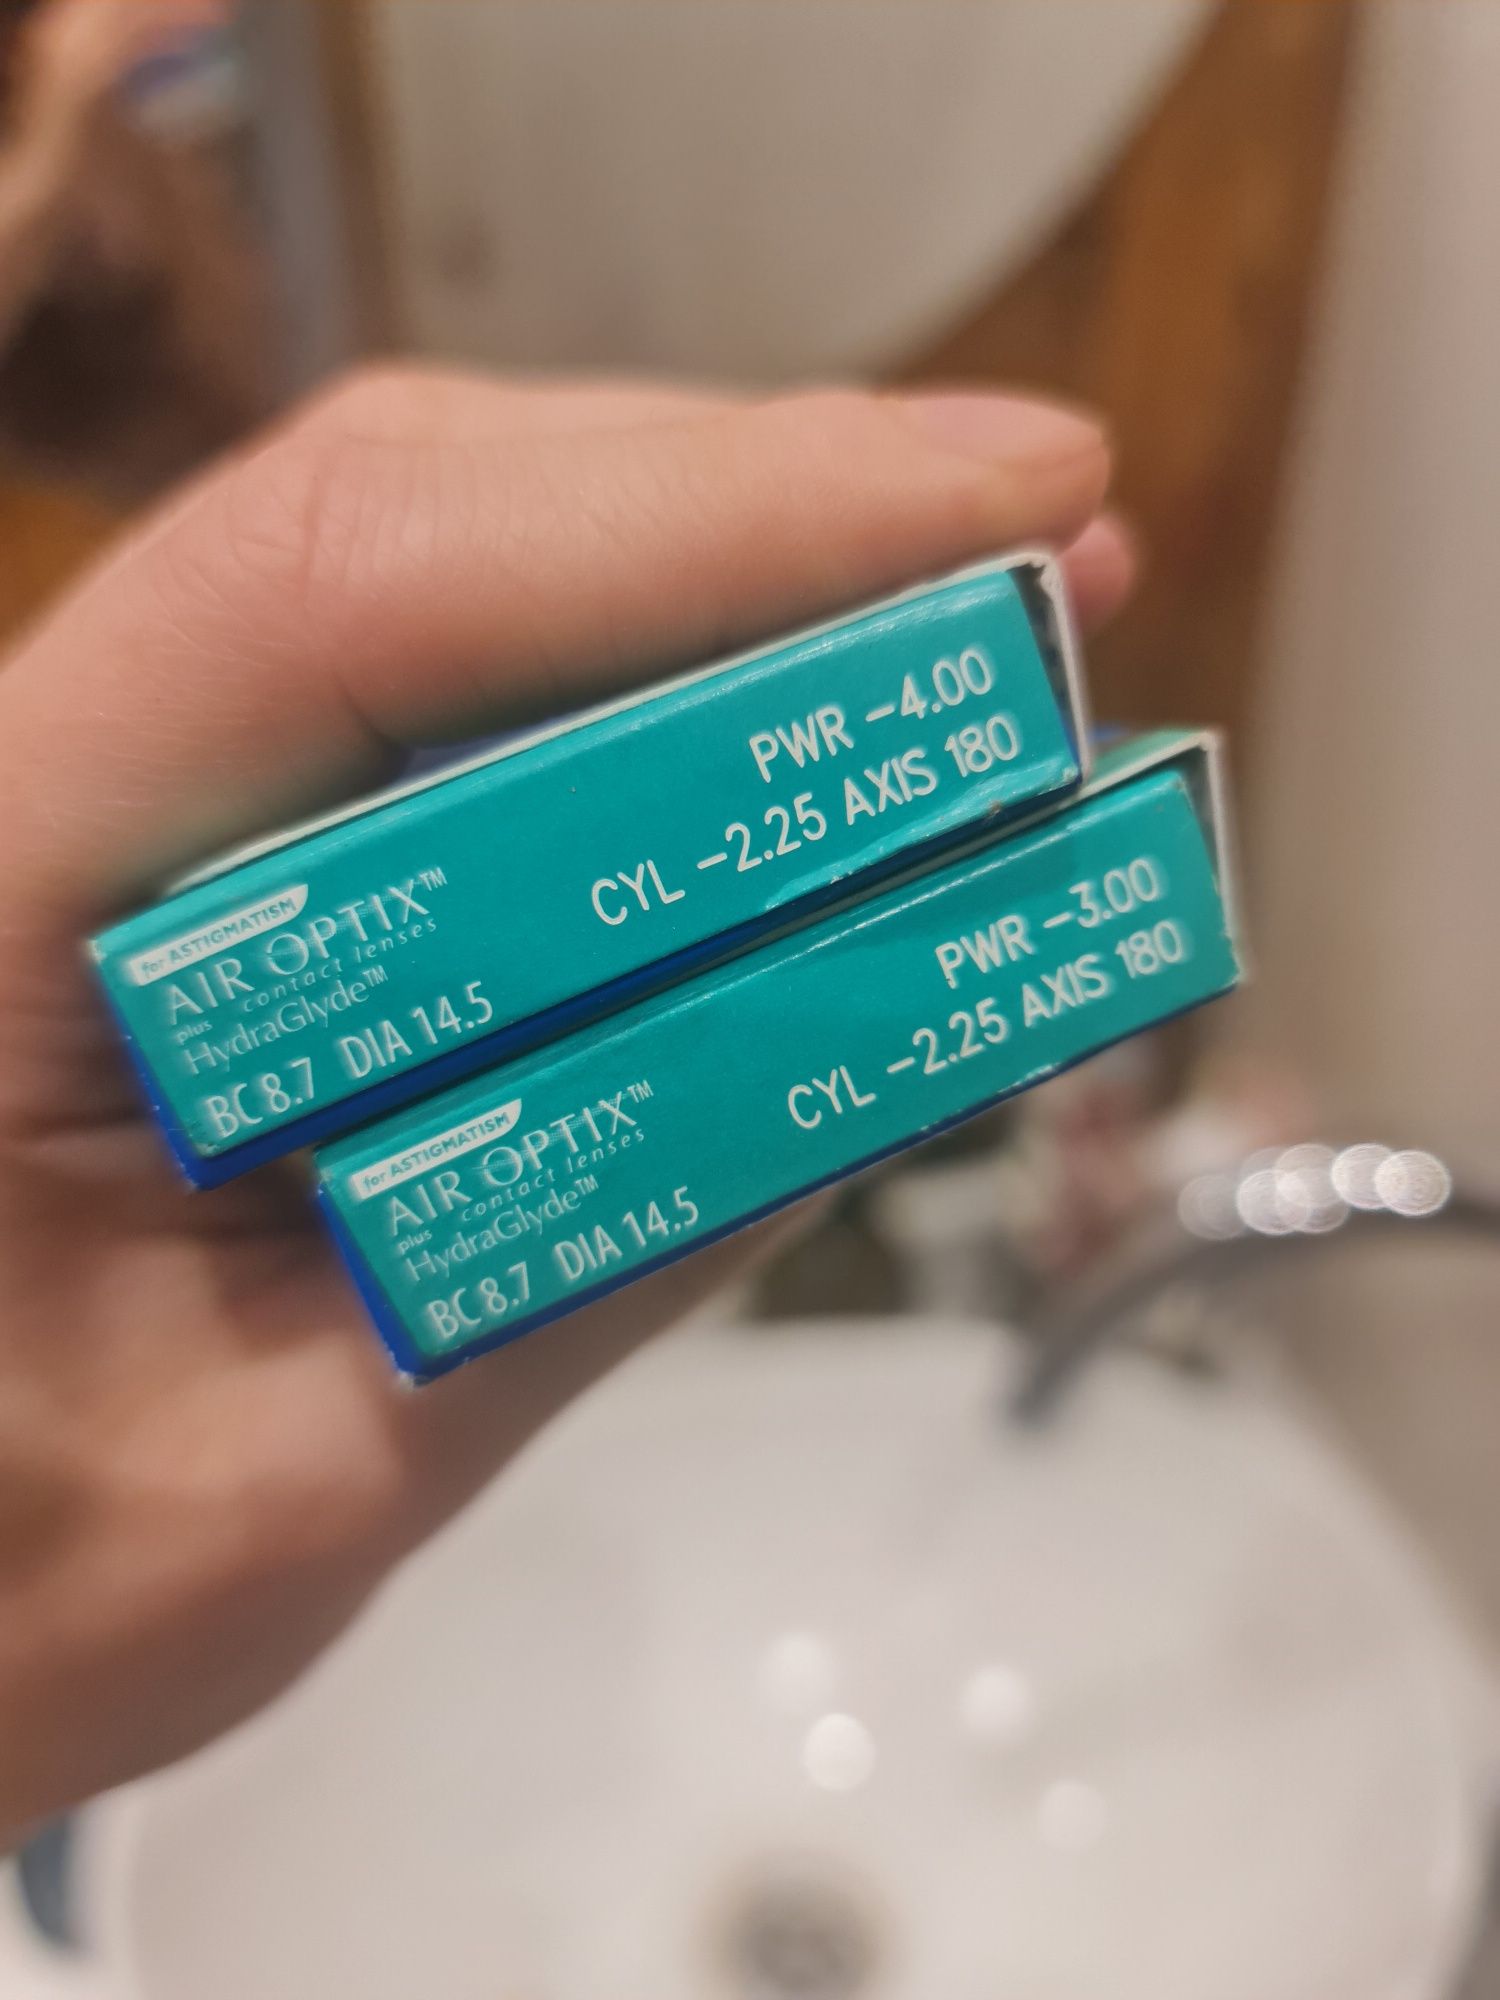 PWR -4.00
CYL -2.25 AXIS 180
for ASTIGMATISM
AIR OPTIX™
contact lenses
plus
HydraGlyde™
BC 8.7 DIA 14.5
PWR -3.00
CYL -2.25 AXIS 180
for ASTIGMATISM
AIR OPTIX™
contact lenses
plus
HydraGlyde™
BC 8.7 DIA 14.5